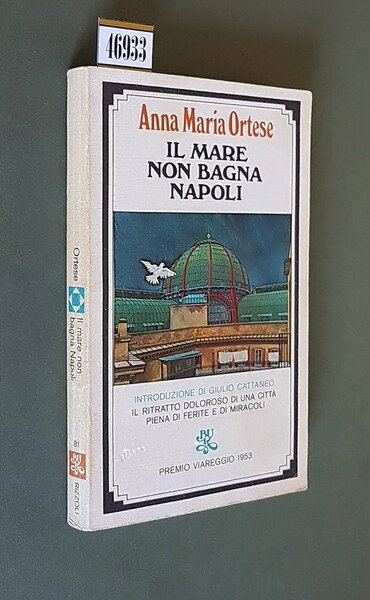 46933
Anna Maria Ortese
IL MARE
NON BAGNA
NAPOLI
INTRODUZIONE DI GIULIO CATTANEO
IL RITRATTO DOLOROSO DI UNA CITTÀ
PIENA DI FERITE E DI MIRACOLI
BUR
PREMIO VIAREGGIO 1953
Ortese
Il mare non
bagna Napoli
81
BUR
RIZZOLI